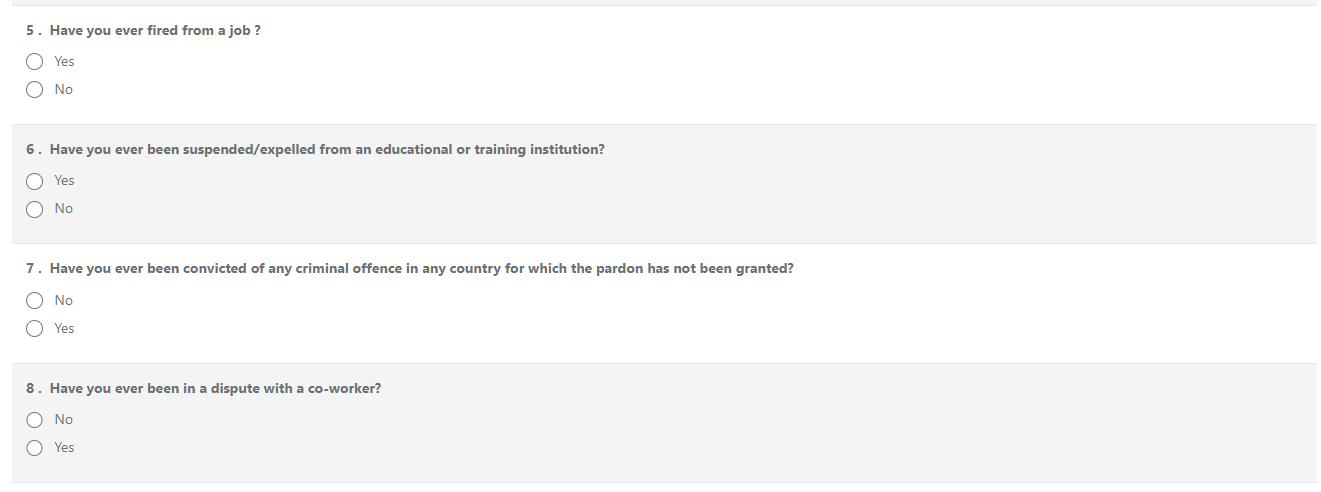 5 . Have you ever fired from a job ?
Yes
No
6 . Have you ever been suspended/expelled from an educational or training institution?
Yes
No
7 . Have you ever been convicted of any criminal offence in any country for which the pardon has not been granted?
No
Yes
8 . Have you ever been in a dispute with a co-worker?
No
Yes